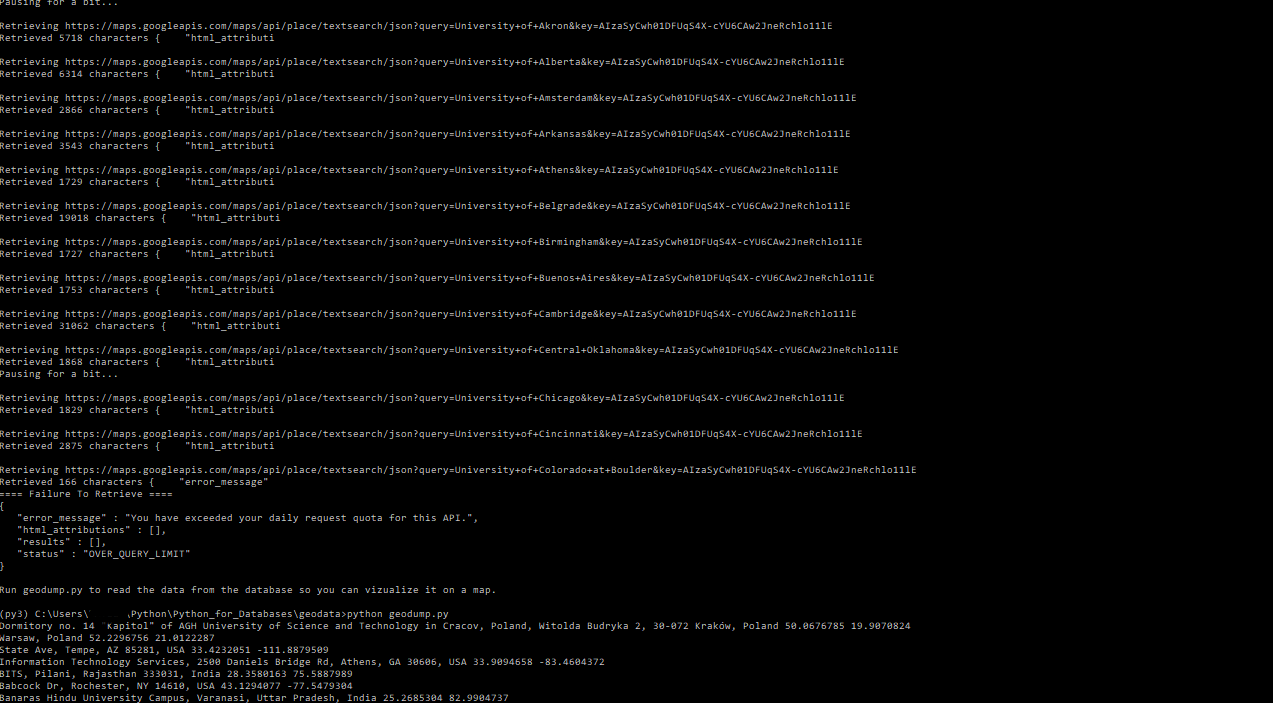 Pausing for a bit...
Retrieving https://maps.googleapis.com/maps/api/place/textsearch/json?query=University+of+Akron&key=AIzaSyCwh01DFUqS4X-cYU6CAw2JneRchlo11lE
Retrieved 5718 characters { "html_attributi
Retrieving https://maps.googleapis.com/maps/api/place/textsearch/json?query=University+of+Alberta&key=AIzaSyCwh01DFUqS4X-cYU6CAw2JneRchlo11lE
Retrieved 6314 characters { "html_attributi
Retrieving https://maps.googleapis.com/maps/api/place/textsearch/json?query=University+of+Amsterdam&key=AIzaSyCwh01DFUqS4X-cYU6CAw2JneRchlo11lE
Retrieved 2866 characters { "html_attributi
Retrieving https://maps.googleapis.com/maps/api/place/textsearch/json?query=University+of+Arkansas&key=AIzaSyCwh01DFUqS4X-cYU6CAw2JneRchlo11lE
Retrieved 3543 characters { "html_attributi
Retrieving https://maps.googleapis.com/maps/api/place/textsearch/json?query=University+of+Athens&key=AIzaSyCwh01DFUqS4X-cYU6CAw2JneRchlo11lE
Retrieved 1729 characters { "html_attributi
Retrieving https://maps.googleapis.com/maps/api/place/textsearch/json?query=University+of+Belgrade&key=AIzaSyCwh01DFUqS4X-cYU6CAw2JneRchlo11lE
Retrieved 19018 characters { "html_attributi
Retrieving https://maps.googleapis.com/maps/api/place/textsearch/json?query=University+of+Birmingham&key=AIzaSyCwh01DFUqS4X-cYU6CAw2JneRchlo11lE
Retrieved 1727 characters { "html_attributi
Retrieving https://maps.googleapis.com/maps/api/place/textsearch/json?query=University+of+Buenos+Aires&key=AIzaSyCwh01DFUqS4X-cYU6CAw2JneRchlo11lE
Retrieved 1753 characters { "html_attributi
Retrieving https://maps.googleapis.com/maps/api/place/textsearch/json?query=University+of+Cambridge&key=AIzaSyCwh01DFUqS4X-cYU6CAw2JneRchlo11lE
Retrieved 31062 characters { "html_attributi
Retrieving https://maps.googleapis.com/maps/api/place/textsearch/json?query=University+of+Central+Oklahoma&key=AIzaSyCwh01DFUqS4X-cYU6CAw2JneRchlo11lE
Retrieved 1868 characters { "html_attributi
Pausing for a bit...
Retrieving https://maps.googleapis.com/maps/api/place/textsearch/json?query=University+of+Chicago&key=AIzaSyCwh01DFUqS4X-cYU6CAw2JneRchlo11lE
Retrieved 1829 characters { "html_attributi
Retrieving https://maps.googleapis.com/maps/api/place/textsearch/json?query=University+of+Cincinnati&key=AIzaSyCwh01DFUqS4X-cYU6CAw2JneRchlo11lE
Retrieved 2875 characters { "html_attributi
Retrieving https://maps.googleapis.com/maps/api/place/textsearch/json?query=University+of+Colorado+at+Boulder&key=AIzaSyCwh01DFUqS4X-cYU6CAw2JneRchlo11lE
Retrieved 166 characters { "error_message"
==== Failure To Retrieve ====
{
"error_message" : "You have exceeded your daily request quota for this API.",
"html_attributions" : [],
"results" : [],
"status" : "OVER_QUERY_LIMIT"
}
Run geodump.py to read the data from the database so you can vizualize it on a map.
(py3) C:\Users\ \Python\Python_for_Databases\geodata>python geodump.py
Dormitory no. 14 Kapitol" of AGH University of Science and Technology in Cracov, Poland, Witolda Budryka 2, 30-072 Kraków, Poland 50.0676785 19.9070824
Warsaw, Poland 52.2296756 21.0122287
State Ave, Tempe, AZ 85281, USA 33.4232051 -111.8879509
Information Technology Services, 2500 Daniels Bridge Rd, Athens, GA 30606, USA 33.9094658 -83.4604372
BITS, Pilani, Rajasthan 333031, India 28.3580163 75.5887989
Babcock Dr, Rochester, NY 14610, USA 43.1294077 -77.5479304
Banaras Hindu University Campus, Varanasi, Uttar Pradesh, India 25.2685304 82.9904737